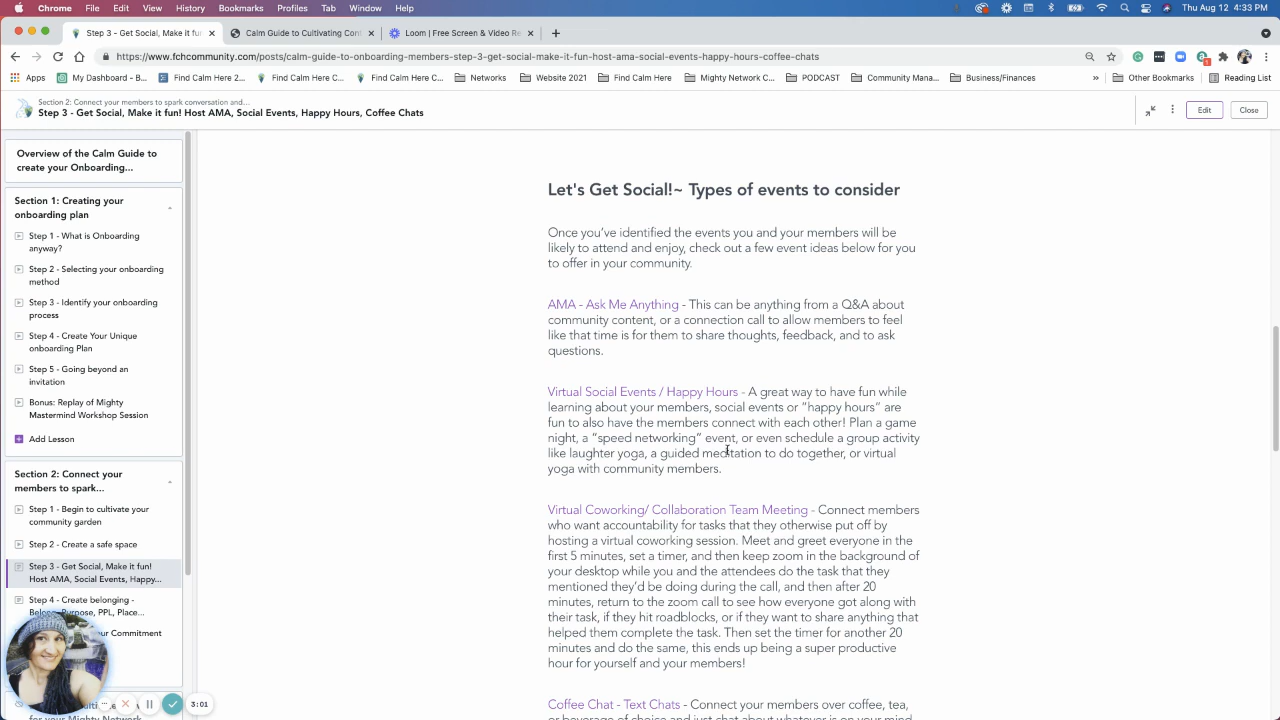 Chrome File Edit View History Bookmarks Profiles Tab Window Help Thu Aug 12 4:33 PM
Step 3 - Get Social, Make it fu × Calm Guide to Cultivating Con × Loom | Free Screen & Video Re × +
https://www.fchcommunity.com/posts/calm-guide-to-onboarding-members-step-3-get-social-make-it-fun-host-ama-social-events-happy-hours-coffee-chats
Apps My Dashboard - B... Find Calm Here 2... Find Calm Here C... Find Calm Here C... Networks Website 2021 Find Calm Here Mighty Network C... PODCAST Community Mana... Business/Finances » Other Bookmarks Reading List
Section 2: Connect your members to spark conversation and...
Step 3 - Get Social, Make it fun! Host AMA, Social Events, Happy Hours, Coffee Chats
Edit Close
Overview of the Calm Guide to
create your Onboarding...
Section 1: Creating your
onboarding plan
Step 1 - What is Onboarding
anyway?
Step 2 - Selecting your onboarding
method
Step 3 - Identify your onboarding
process
Step 4 - Create Your Unique
onboarding Plan
Step 5 - Going beyond an
invitation
Bonus: Replay of Mighty
Mastermind Workshop Session
Add Lesson
Section 2: Connect your
members to spark...
Step 1 - Begin to cultivate your
community garden
Step 2 - Create a safe space
Step 3 - Get Social, Make it fun!
Host AMA, Social Events, Happy...
Step 4 - Create belonging -
Purpose, PPL, Place...
Commitment
for your Mighty Network
3:01
Let's Get Social!~ Types of events to consider
Once you've identified the events you and your members will be
likely to attend and enjoy, check out a few event ideas below for you
to offer in your community.
AMA - Ask Me Anything - This can be anything from a Q&A about
community content, or a connection call to allow members to feel
like that time is for them to share thoughts, feedback, and to ask
questions.
Virtual Social Events / Happy Hours - A great way to have fun while
learning about your members, social events or “happy hours” are
fun to also have the members connect with each other! Plan a game
night, a “speed networking” event, or even schedule a group activity
like laughter yoga, a guided meditation to do together, or virtual
yoga with community members.
Virtual Coworking/ Collaboration Team Meeting - Connect members
who want accountability for tasks that they otherwise put off by
hosting a virtual coworking session. Meet and greet everyone in the
first 5 minutes, set a timer, and then keep zoom in the background of
your desktop while you and the attendees do the task that they
mentioned they'd be doing during the call, and then after 20
minutes, return to the zoom call to see how everyone got along with
their task, if they hit roadblocks, or if they want to share anything that
helped them complete the task. Then set the timer for another 20
minutes and do the same, this ends up being a super productive
hour for yourself and your members!
Coffee Chat - Text Chats - Connect your members over coffee, tea,
or beverage of choice and just chat about whatever is on your mind